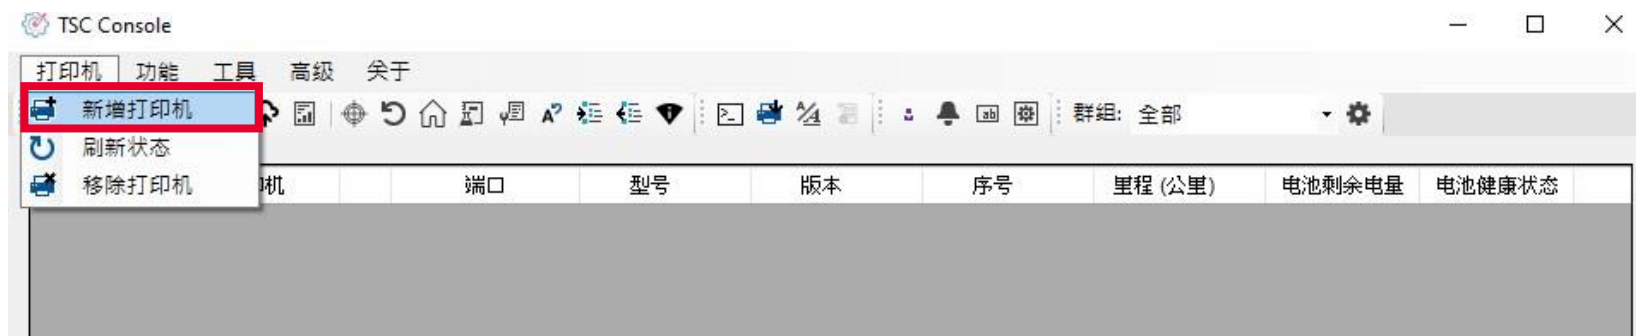 TSC Console
打印机 功能 工具 高级 关于
新增打印机
群组: 全部
刷新状态
移除打印机
印机 端口 型号 版本 序号 里程 (公里) 电池剩余电量 电池健康状态